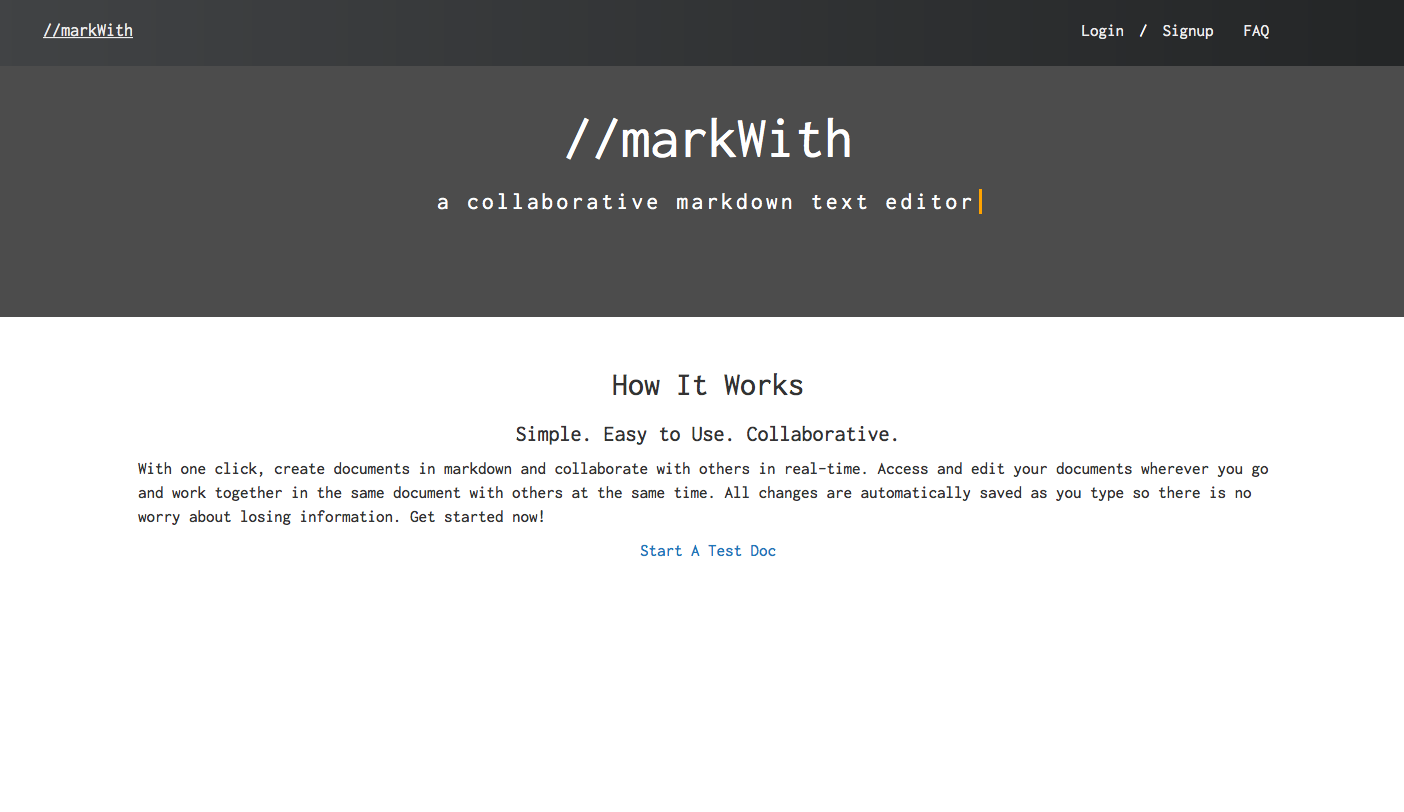 //markWith
Login / Signup FAQ
//markWith
a collaborative markdown text editor
How It Works
Simple. Easy to Use. Collaborative.
With one click, create documents in markdown and collaborate with others in real-time. Access and edit your documents wherever you go
and work together in the same document with others at the same time. All changes are automatically saved as you type so there is no
worry about losing information. Get started now!
Start A Test Doc